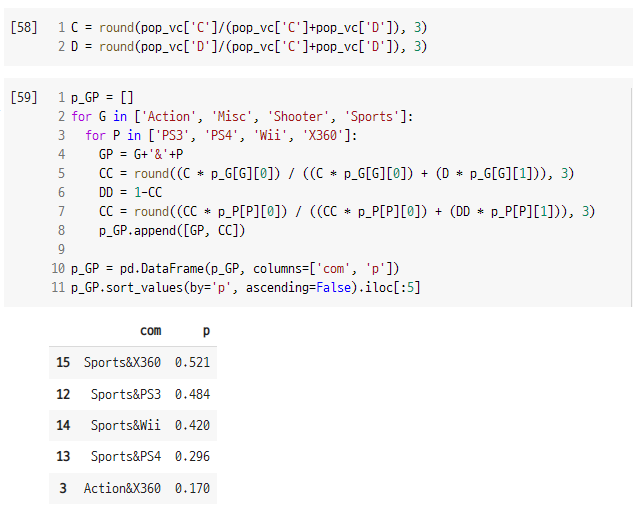 [58] 1 C = round(pop_vc['C']/(pop_vc['C']+pop_vc['D']), 3)
2 D = round(pop_vc['D']/(pop_vc['C']+pop_vc['D']), 3)
[59] 1 p_GP = []
2 for G in ['Action', 'Misc', 'Shooter', 'Sports']:
3   for P in ['PS3', 'PS4', 'Wii', 'X360']:
4     GP = G+'&'+P
5     CC = round((C * p_G[G][0]) / ((C * p_G[G][0]) + (D * p_G[G][1])), 3)
6     DD = 1-CC
7     CC = round((CC * p_P[P][0]) / ((CC * p_P[P][0]) + (DD * p_P[P][1])), 3)
8     p_GP.append([GP, CC])
9
10 p_GP = pd.DataFrame(p_GP, columns=['com', 'p'])
11 p_GP.sort_values(by='p', ascending=False).iloc[:5]
com p
15 Sports&X360 0.521
12 Sports&PS3 0.484
14 Sports&Wii 0.420
13 Sports&PS4 0.296
3 Action&X360 0.170